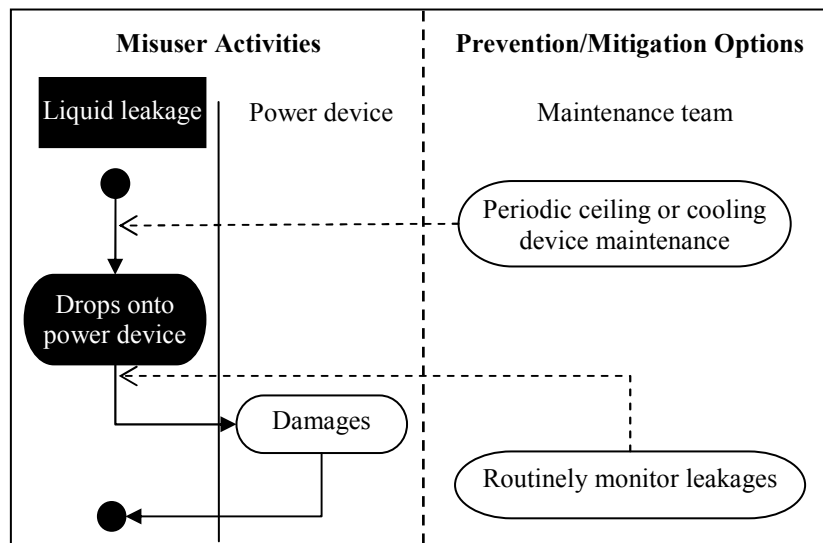 Misuser Activities
Prevention/Mitigation Options
Liquid leakage
Power device
Maintenance team
Periodic ceiling or cooling
device maintenance
Drops onto
power device
Damages
Routinely monitor leakages